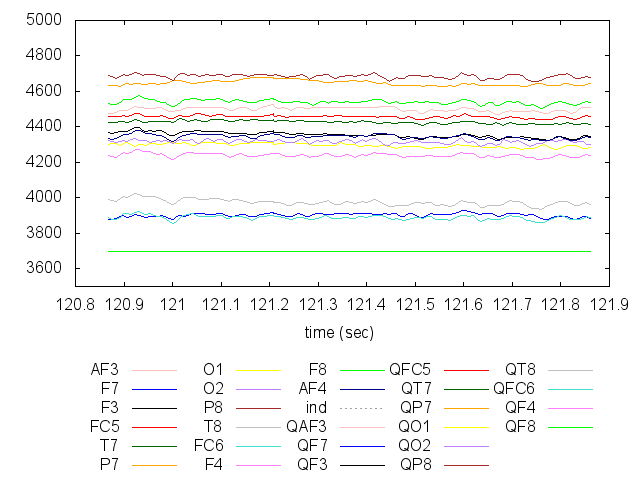 5000
4800
4600
4400
4200
4000
3800
3600
120.8 120.9 121 121.1 121.2 121.3 121.4 121.5 121.6 121.7 121.8 121.9
time (sec)
AF3 O1 F8 QFC5 QT8
F7 O2 AF4 QT7 QFC6
F3 P8 ind QP7 QF4
FC5 T8 QAF3 QO1 QF8
T7 FC6 QF7 QO2
P7 F4 QF3 QP8